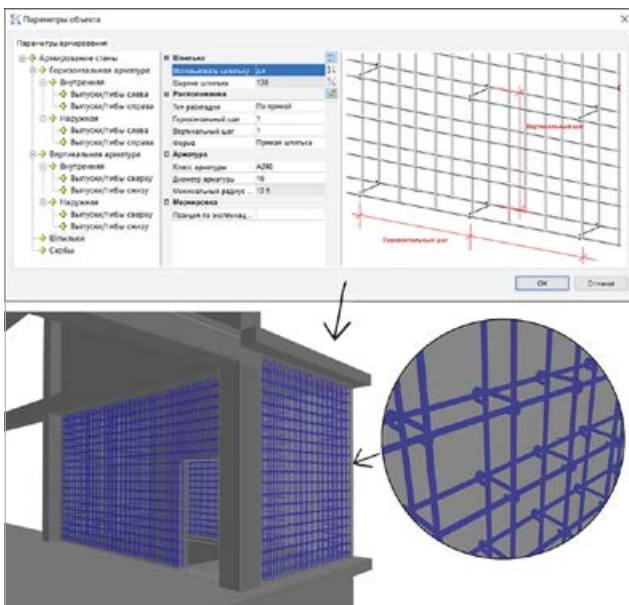 Параметры объекта
Параметры армирования
Армирование стены
Горизонтальная арматура
Внутренняя
Выпуски/гибы слева
Выпуски/гибы справа
Наружная
Выпуски/гибы слева
Выпуски/гибы справа
Вертикальная арматура
Внутренняя
Выпуски/гибы сверху
Выпуски/гибы снизу
Наружная
Выпуски/гибы сверху
Выпуски/гибы снизу
Шпильки
Скобы
Шпилька
Использовать шпильку да
Ширина шпильки 130
Расположение
Тип раскладки По прямой
Горизонтальный шаг 1
Вертикальный шаг 1
Форма Прямая шпилька
Арматура
Класс арматуры A240
Диаметр арматуры 10
Минимальный радиус ... 12.5
Маркировка
Позиция по специфика...
Вертикальный шаг
Горизонтальный шаг
OK
Отмена